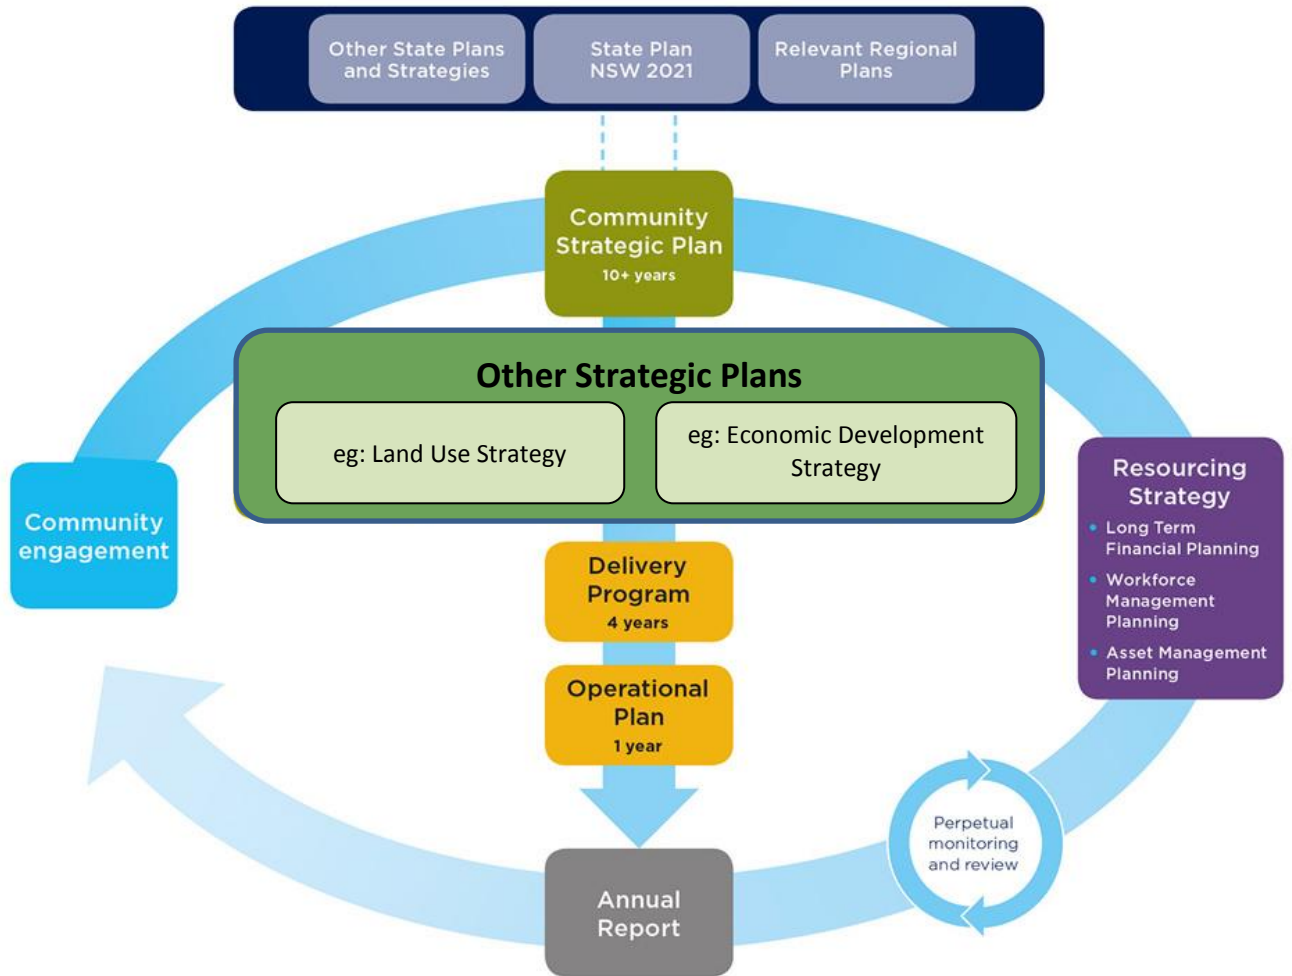 Other State Plans
and Strategies
State Plan
NSW 2021
Relevant Regional
Plans
Community
Strategic Plan
10+ years
Other Strategic Plans
eg: Land Use Strategy
eg: Economic Development
Strategy
Community
engagement
Resourcing
Strategy
• Long Term
Financial Planning
• Workforce
Management
Planning
• Asset Management
Planning
Delivery
Program
4 years
Operational
Plan
1 year
Perpetual
monitoring
and review
Annual
Report